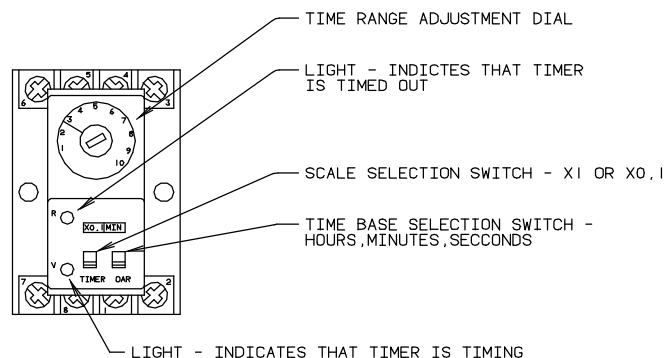 TIME RANGE ADJUSTMENT DIAL
LIGHT - INDICTES THAT TIMER
IS TIMED OUT
SCALE SELECTION SWITCH - X1 OR X0.1
TIME BASE SELECTION SWITCH -
HOURS,MINUTES,SECCONDS
LIGHT - INDICATES THAT TIMER IS TIMING
6 5 4 3
1 2 3 4 5 6 7 8 9 10
R
X0.1 MIN
V
TIMER OAR
7 8 1 2